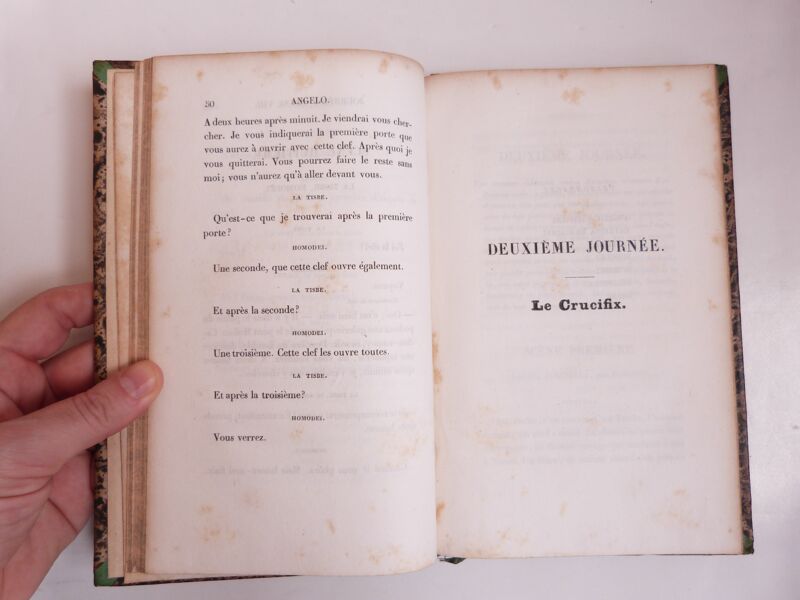 50 ANGELO.
A deux heures après minuit. Je viendrai vous cher-
cher. Je vous indiquerai la première porte que
vous aurez à ouvrir avec cette clef. Après quoi je
vous quitterai. Vous pourrez faire le reste sans
moi; vous n'aurez qu'à aller devant vous.
LA TISBE.
Qu'est-ce que je trouverai après la première
porte?
HOMODEI.
Une seconde, que cette clef ouvre également.
LA TISBE.
Et après la seconde?
HOMODEI.
Une troisième. Cette clef les ouvre toutes.
LA TISBE.
Et après la troisième?
HOMODEI.
Vous verrez.
DEUXIÈME JOURNÉE.
Le Crucifix.